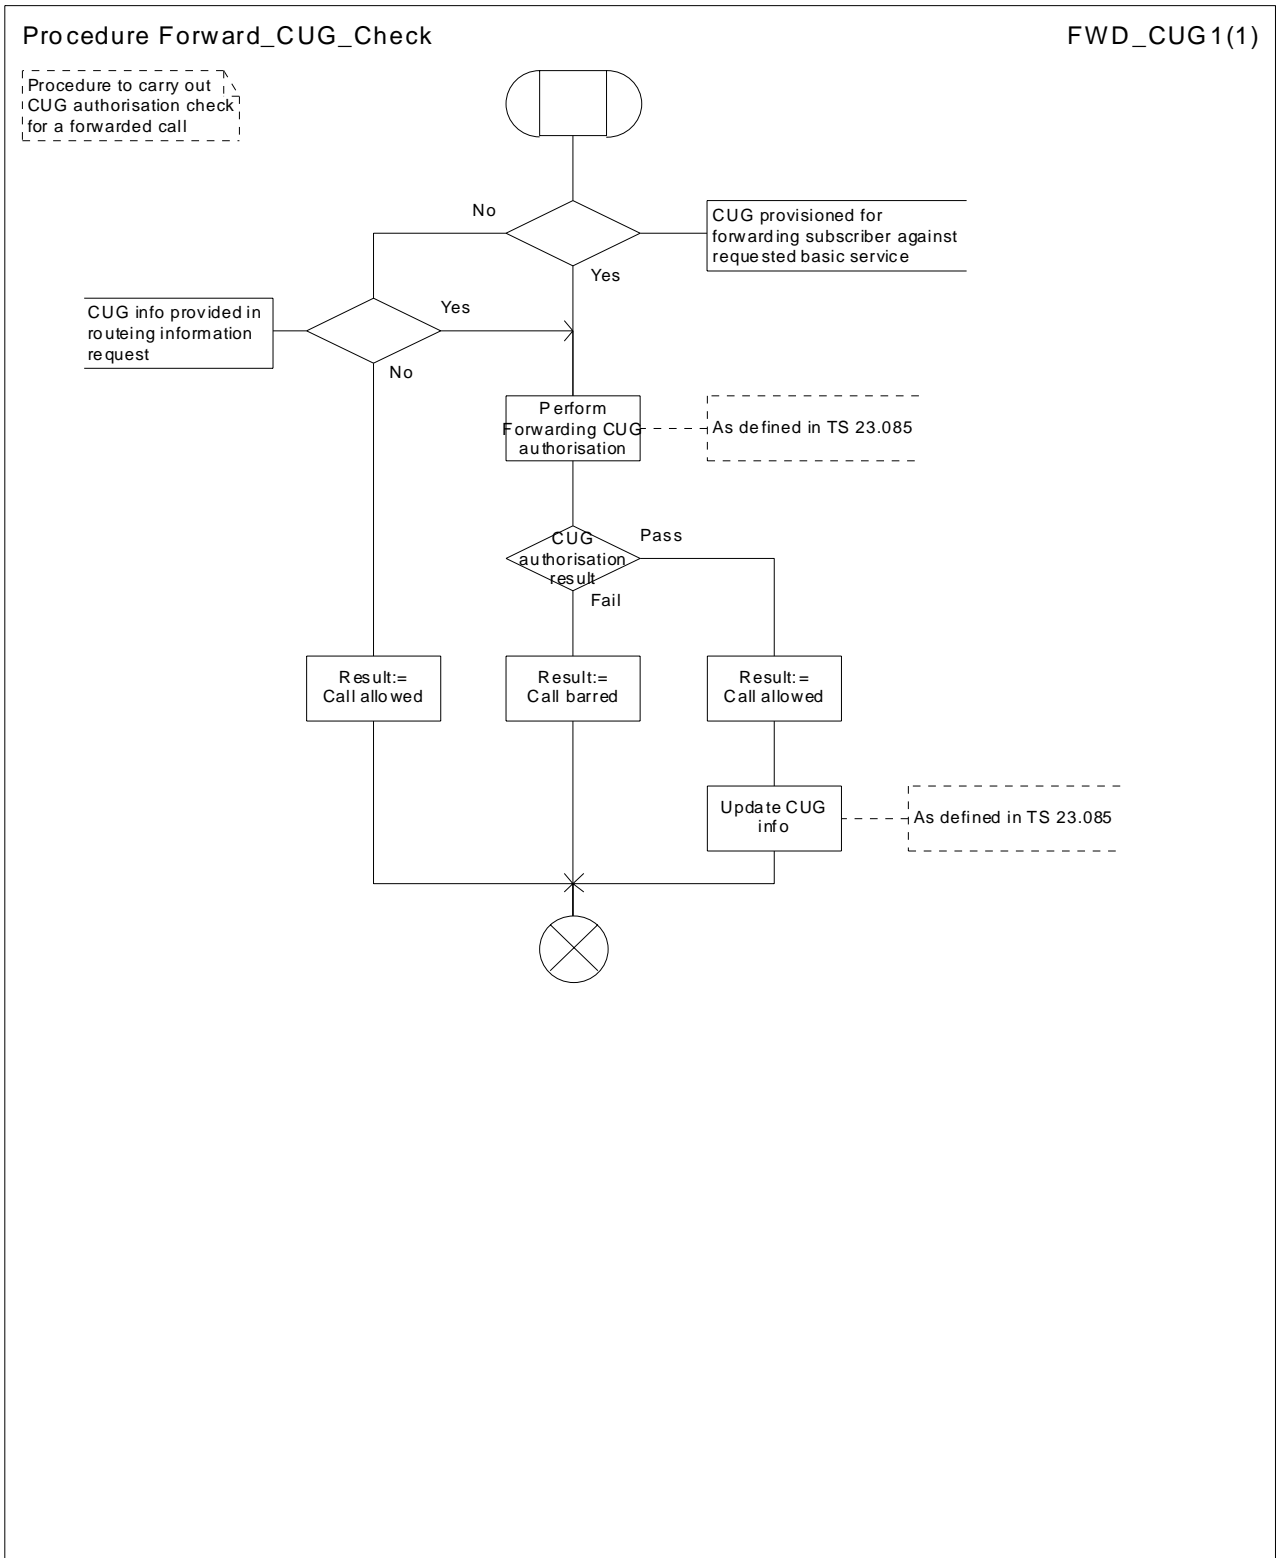 Procedure Forward_CUG_Check
FWD_CUG1(1)
Procedure to carry out
CUG authorisation check
for a forwarded call
No
CUG provisioned for
forwarding subscriber against
requested basic service
Yes
CUG info provided in
routeing information
request
Yes
No
Perform
Forwarding CUG
authorisation
As defined in TS 23.085
CUG
authorisation
result
Pass
Fail
Result:=
Call allowed
Result:=
Call barred
Result:=
Call allowed
Update CUG
info
As defined in TS 23.085